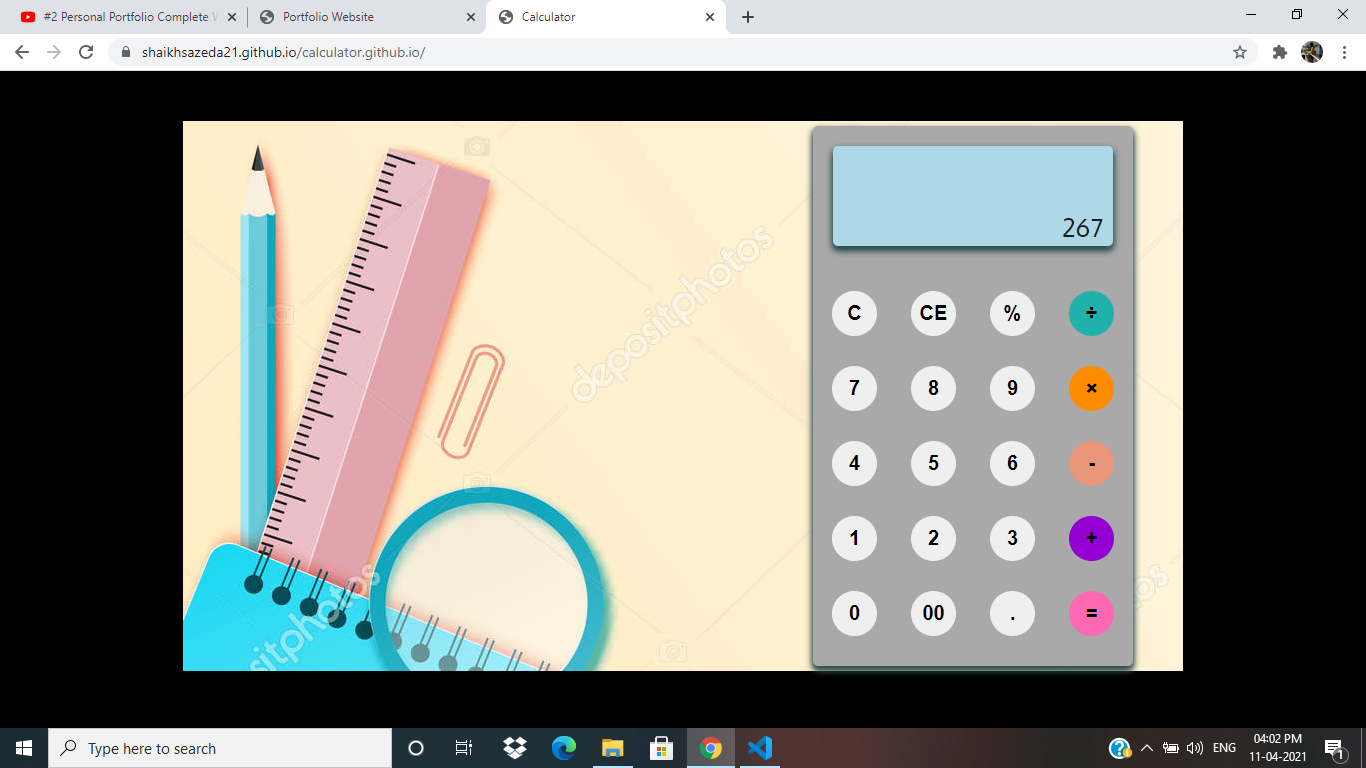 #2 Personal Portfolio Complete W
Portfolio Website
Calculator
shaikhsazeda21.github.io/calculator.github.io/
depositphotos
267
C CE % ÷
7 8 9 ×
4 5 6 -
1 2 3 +
0 00 . =
depositphotos
Type here to search
ENG
04:02 PM
11-04-2021
1